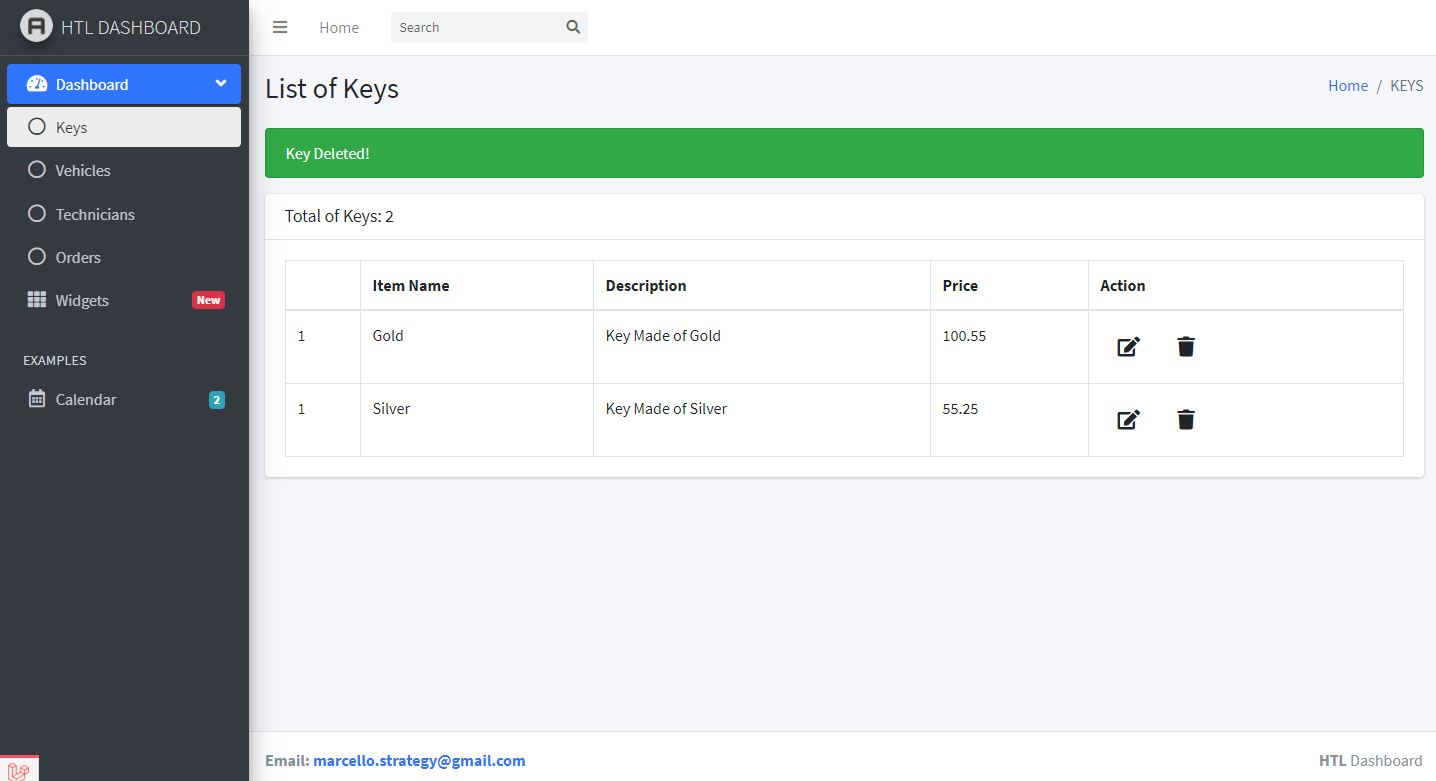 HTL DASHBOARD
Home
Search
Dashboard
Keys
Vehicles
Technicians
Orders
Widgets New
EXAMPLES
Calendar 2
List of Keys
Home / KEYS
Key Deleted!
Total of Keys: 2
Item Name Description Price Action
1 Gold Key Made of Gold 100.55
1 Silver Key Made of Silver 55.25
Email: marcello.strategy@gmail.com
HTL Dashboard